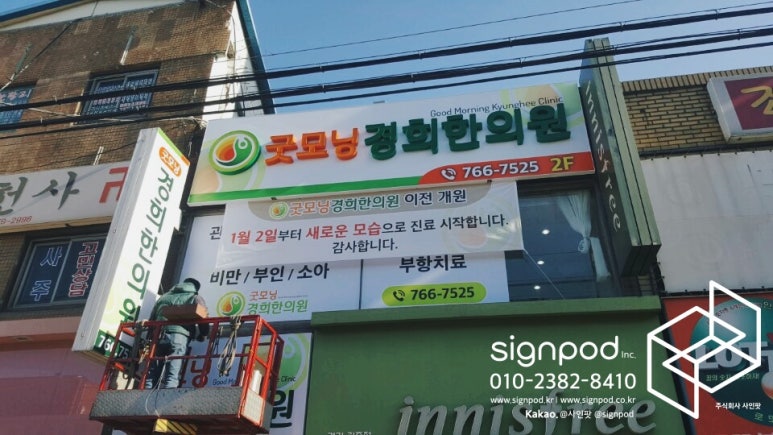 Good Morning Kyunghee Clinic
굿모닝 경희한의원
766-7525 2F
굿모닝경희한의원 이전 개원
1월 2일부터 새로운 모습으로 진료 시작합니다.
감사합니다.
비만 / 부인 / 소아
부항치료
굿모닝
경희한의원
766-7525
굿모닝
경희한의원
사주
innisfree
innisfree
signpod Inc.
010-2382-8410
www.signpod.kr | www.signpod.co.kr
Kakao. @사인팟 @signpod
주식회사 사인팟